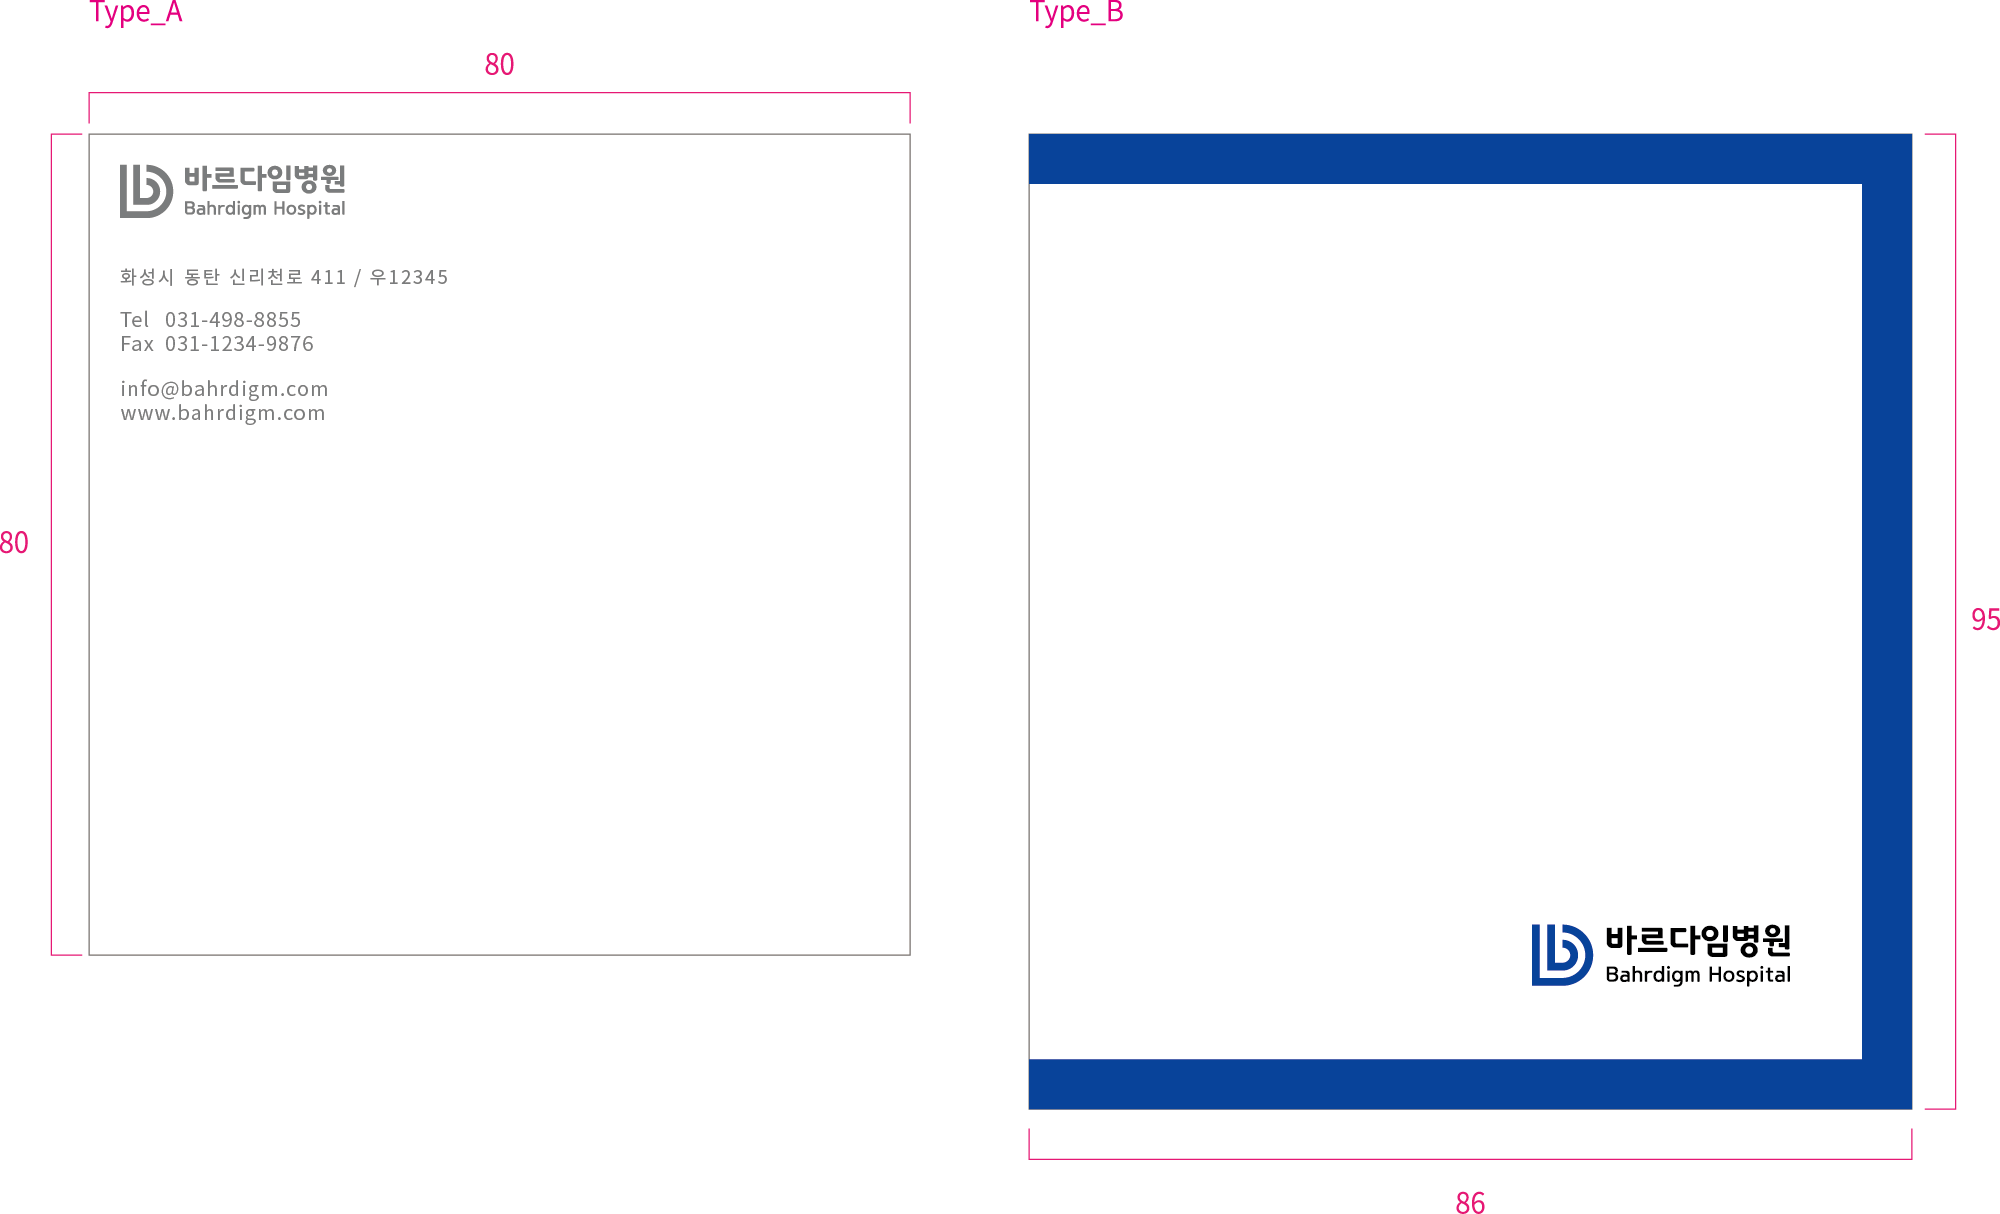 Type_A
80
80
바르다임병원
Bahrdigm Hospital
화성시 동탄 신리천로 411 / 우12345
Tel 031-498-8855
Fax 031-1234-9876
info@bahrdigm.com
www.bahrdigm.com
Type_B
95
바르다임병원
Bahrdigm Hospital
86